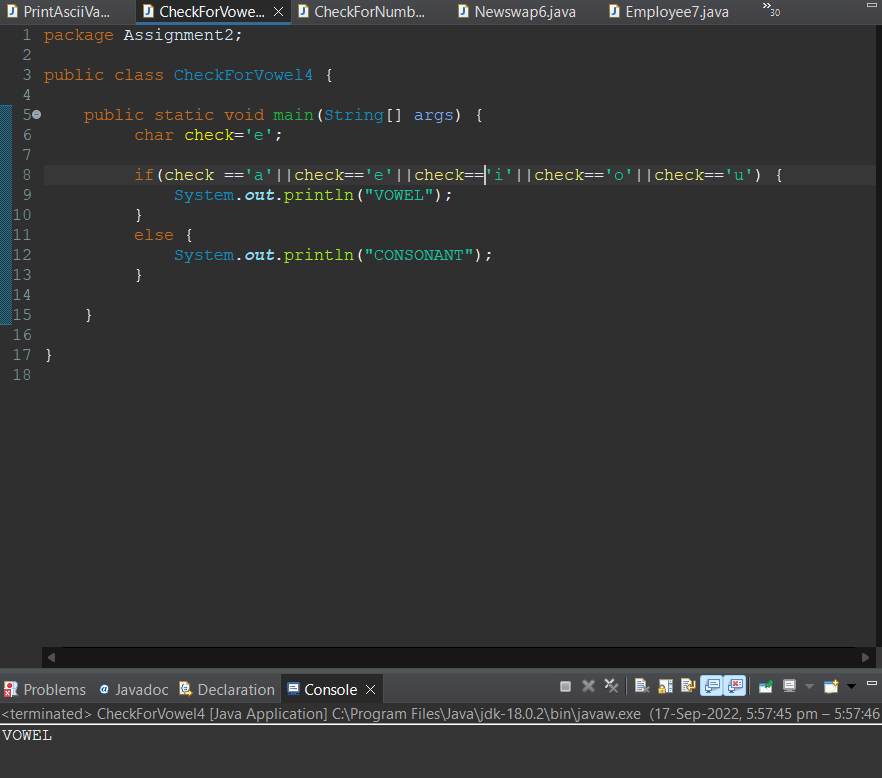 PrintAsciiVa... CheckForVowe... CheckForNumb... Newswap6.java Employee7.java »30
1 package Assignment2;
2
3 public class CheckForVowel4 {
4
5 public static void main(String[] args) {
6 char check='e';
7
8 if(check =='a'||check=='e'||check=='i'||check=='o'||check=='u') {
9 System.out.println("VOWEL");
10 }
11 else {
12 System.out.println("CONSONANT");
13 }
14
15 }
16
17 }
18
Problems @ Javadoc Declaration Console
<terminated> CheckForVowel4 [Java Application] C:\Program Files\Java\jdk-18.0.2\bin\javaw.exe (17-Sep-2022, 5:57:45 pm – 5:57:46
VOWEL